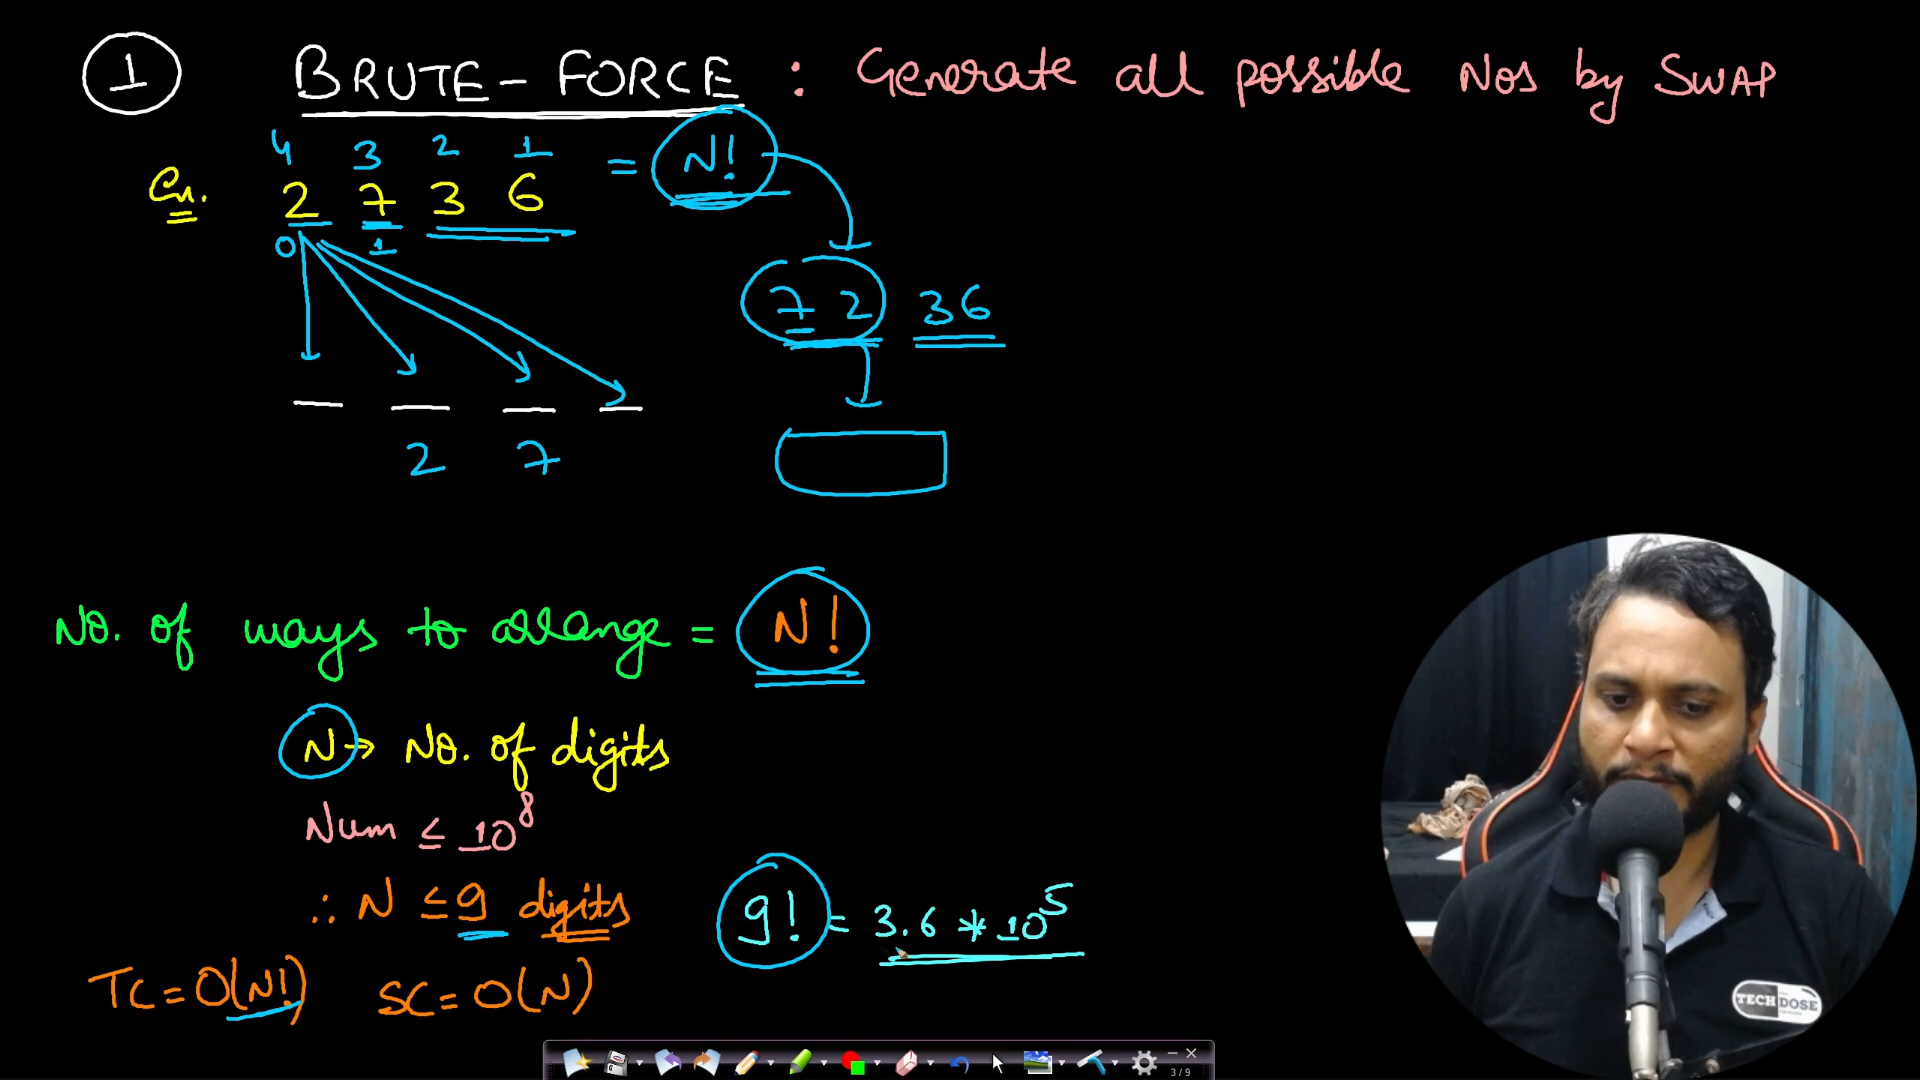 1 BRUTE-FORCE : Generate all possible Nos by SWAP
4 3 2 1
Ex. 2 7 3 6 = N!
0 1
7 2 36
2 7
No. of ways to arrange = N!
N → No. of digits
Num ≤ 10^8
∴ N ≤ 9 digits 9! = 3.6 * 10^5
TC = O(N!) SC = O(N)
TECH DOSE
3/9